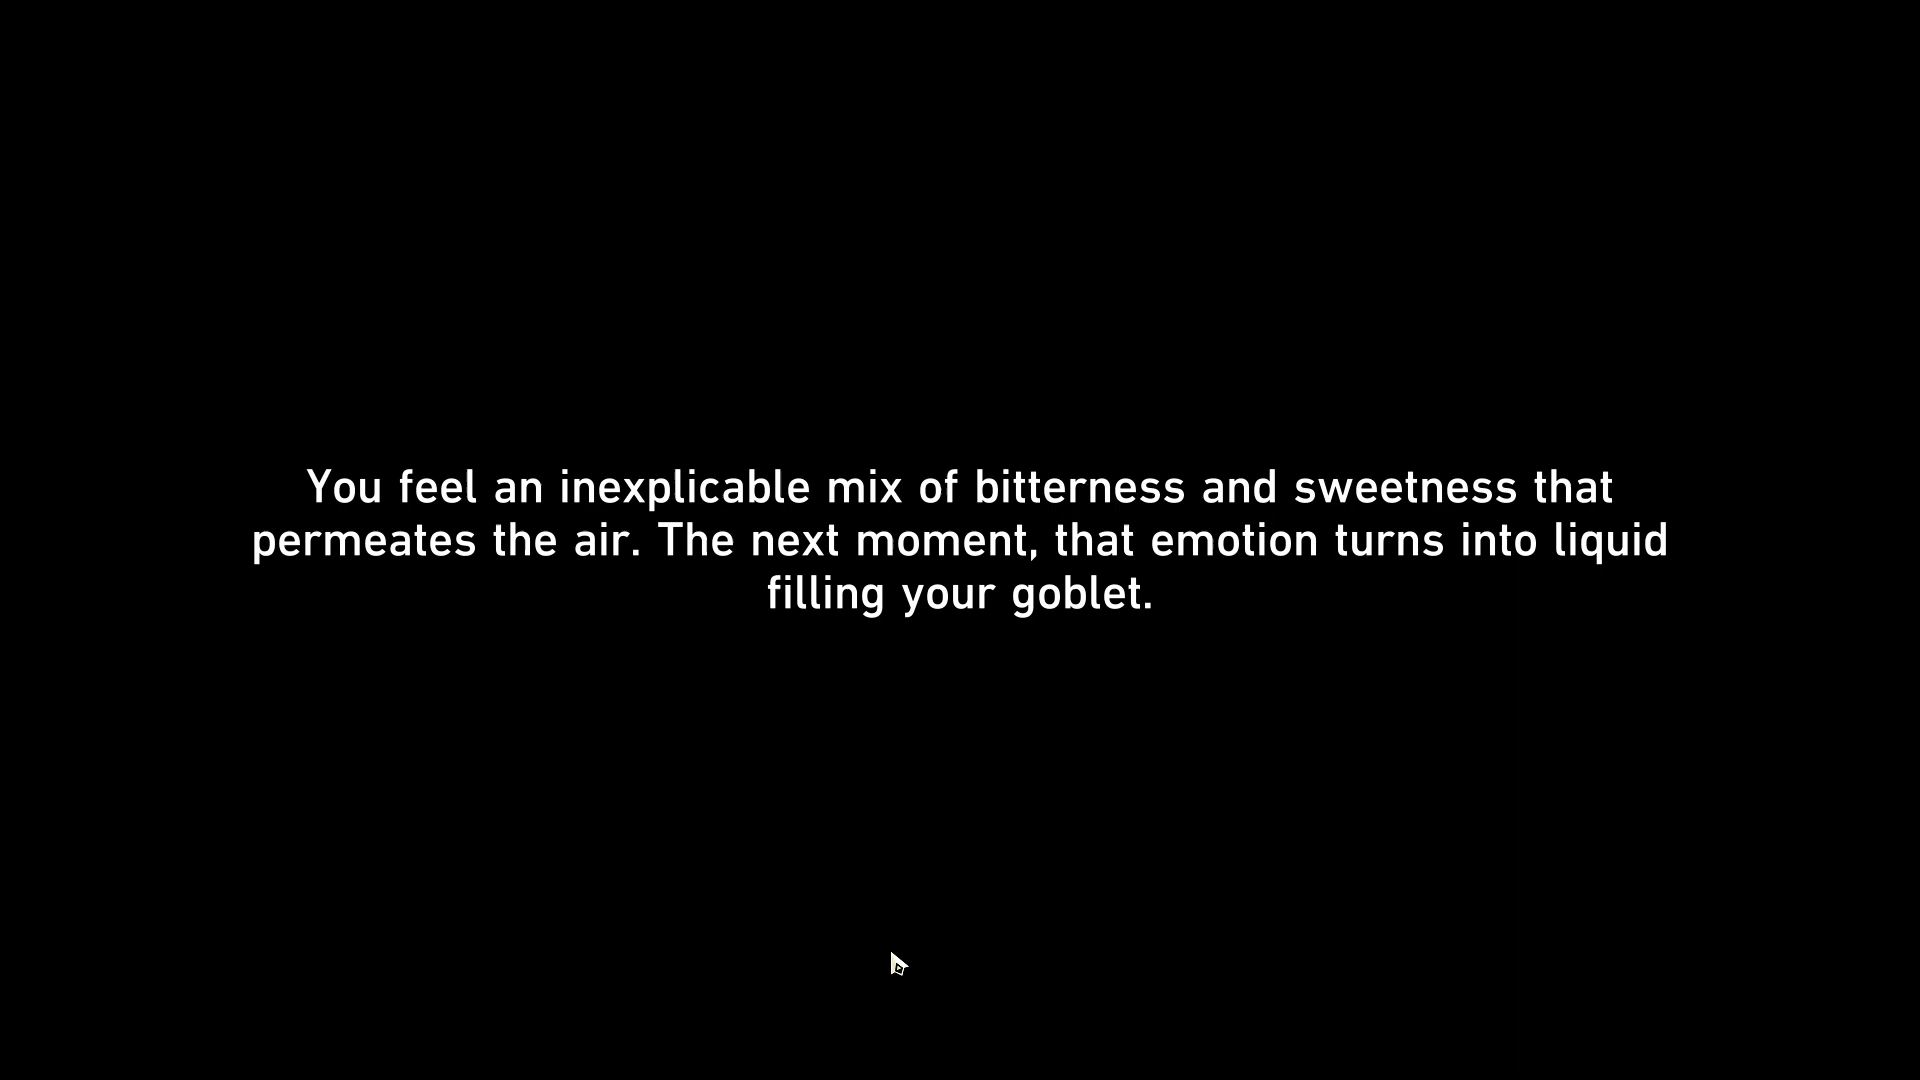 You feel an inexplicable mix of bitterness and sweetness that
permeates the air. The next moment, that emotion turns into liquid
filling your goblet.